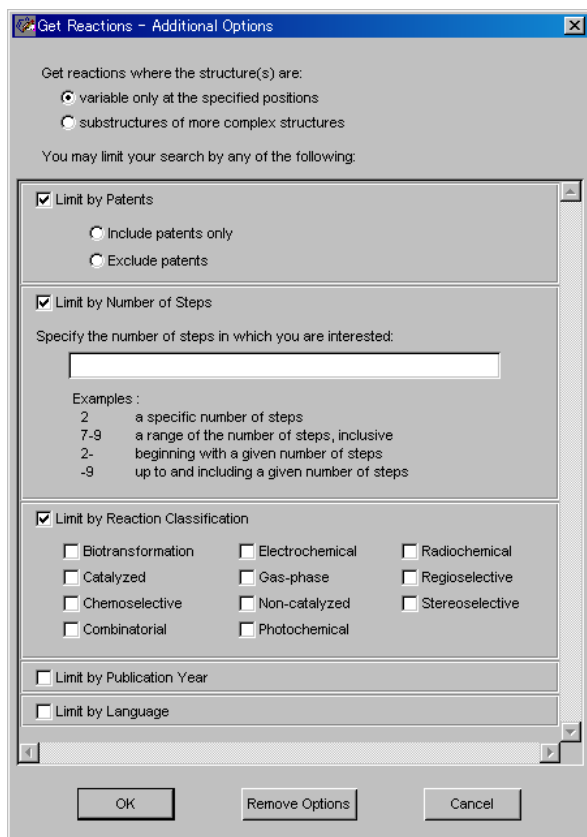 Get Reactions - Additional Options
Get reactions where the structure(s) are:
variable only at the specified positions
substructures of more complex structures
You may limit your search by any of the following:
Limit by Patents
Include patents only
Exclude patents
Limit by Number of Steps
Specify the number of steps in which you are interested:
Examples :
2 a specific number of steps
7-9 a range of the number of steps, inclusive
2- beginning with a given number of steps
-9 up to and including a given number of steps
Limit by Reaction Classification
Biotransformation Electrochemical Radiochemical
Catalyzed Gas-phase Regioselective
Chemoselective Non-catalyzed Stereoselective
Combinatorial Photochemical
Limit by Publication Year
Limit by Language
OK Remove Options Cancel